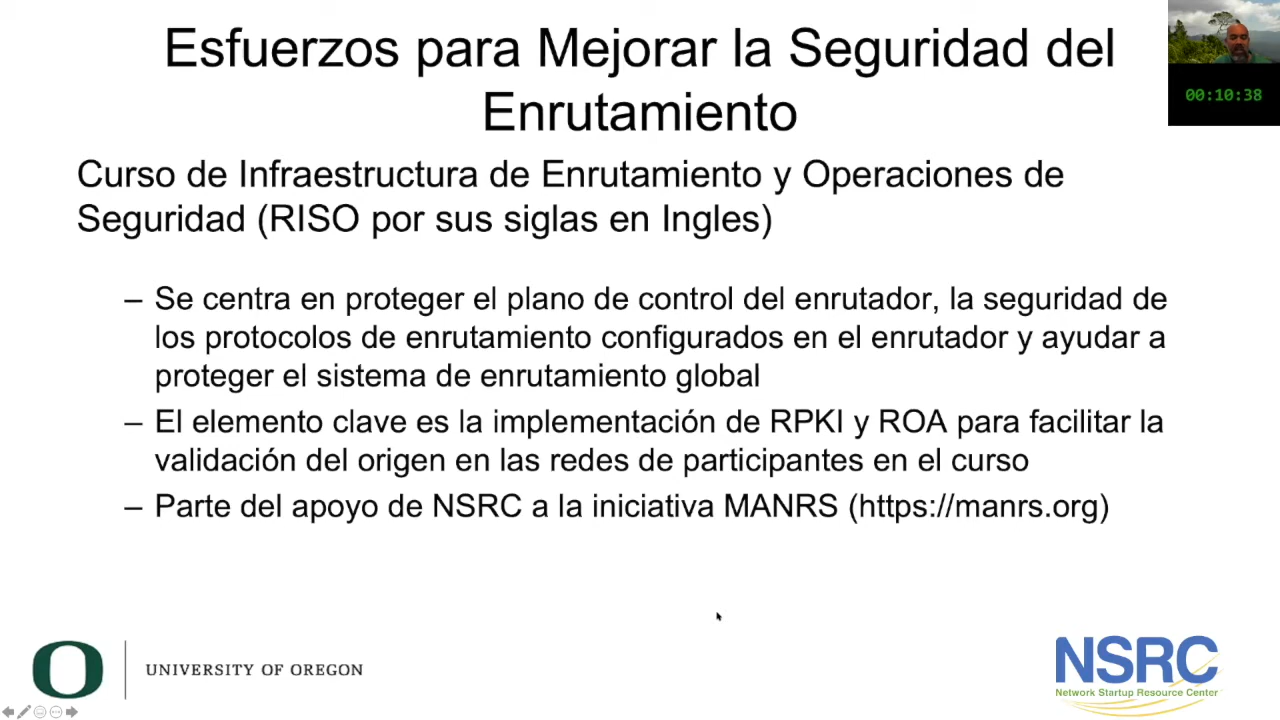 Esfuerzos para Mejorar la Seguridad del
Enrutamiento
00:10:38
Curso de Infraestructura de Enrutamiento y Operaciones de
Seguridad (RISO por sus siglas en Ingles)
– Se centra en proteger el plano de control del enrutador, la seguridad de
los protocolos de enrutamiento configurados en el enrutador y ayudar a
proteger el sistema de enrutamiento global
– El elemento clave es la implementación de RPKI y ROA para facilitar la
validación del origen en las redes de participantes en el curso
– Parte del apoyo de NSRC a la iniciativa MANRS (https://manrs.org)
O
UNIVERSITY OF OREGON
NSRC
Network Startup Resource Center